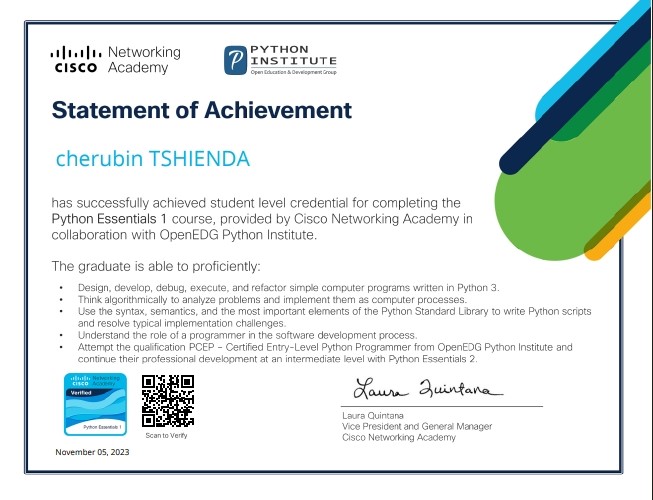 Networking
Academy
CISCO
PYTHON
INSTITUTE
Open Education & Development Group
Statement of Achievement
cherubin TSHIENDA
has successfully achieved student level credential for completing the
Python Essentials 1 course, provided by Cisco Networking Academy in
collaboration with OpenEDG Python Institute.
The graduate is able to proficiently:
• Design, develop, debug, execute, and refactor simple computer programs written in Python 3.
• Think algorithmically to analyze problems and implement them as computer processes.
• Use the syntax, semantics, and the most important elements of the Python Standard Library to write Python scripts
and resolve typical implementation challenges.
• Understand the role of a programmer in the software development process.
• Attempt the qualification PCEP – Certified Entry-Level Python Programmer from OpenEDG Python Institute and
continue their professional development at an intermediate level with Python Essentials 2.
Networking
CISCO Academy
Verified
Python Essentials 1
Scan to Verify
Laura Quintana
Laura Quintana
Vice President and General Manager
Cisco Networking Academy
November 05, 2023